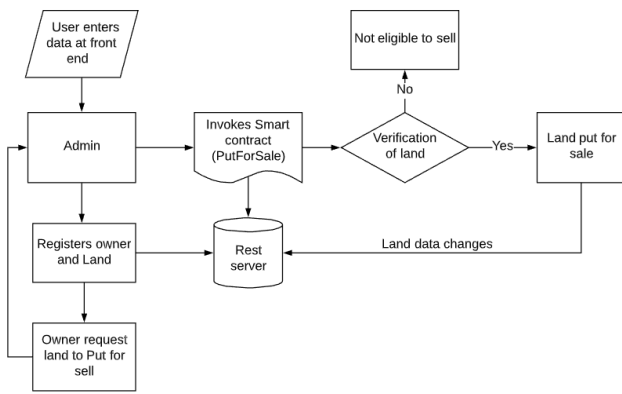 User enters
data at front
end
Not eligible to sell
No
Admin
Invokes Smart
contract
(PutForSale)
Verification
of land
Yes
Land put for
sale
Registers owner
and Land
Rest
server
Land data changes
Owner request
land to Put for
sell